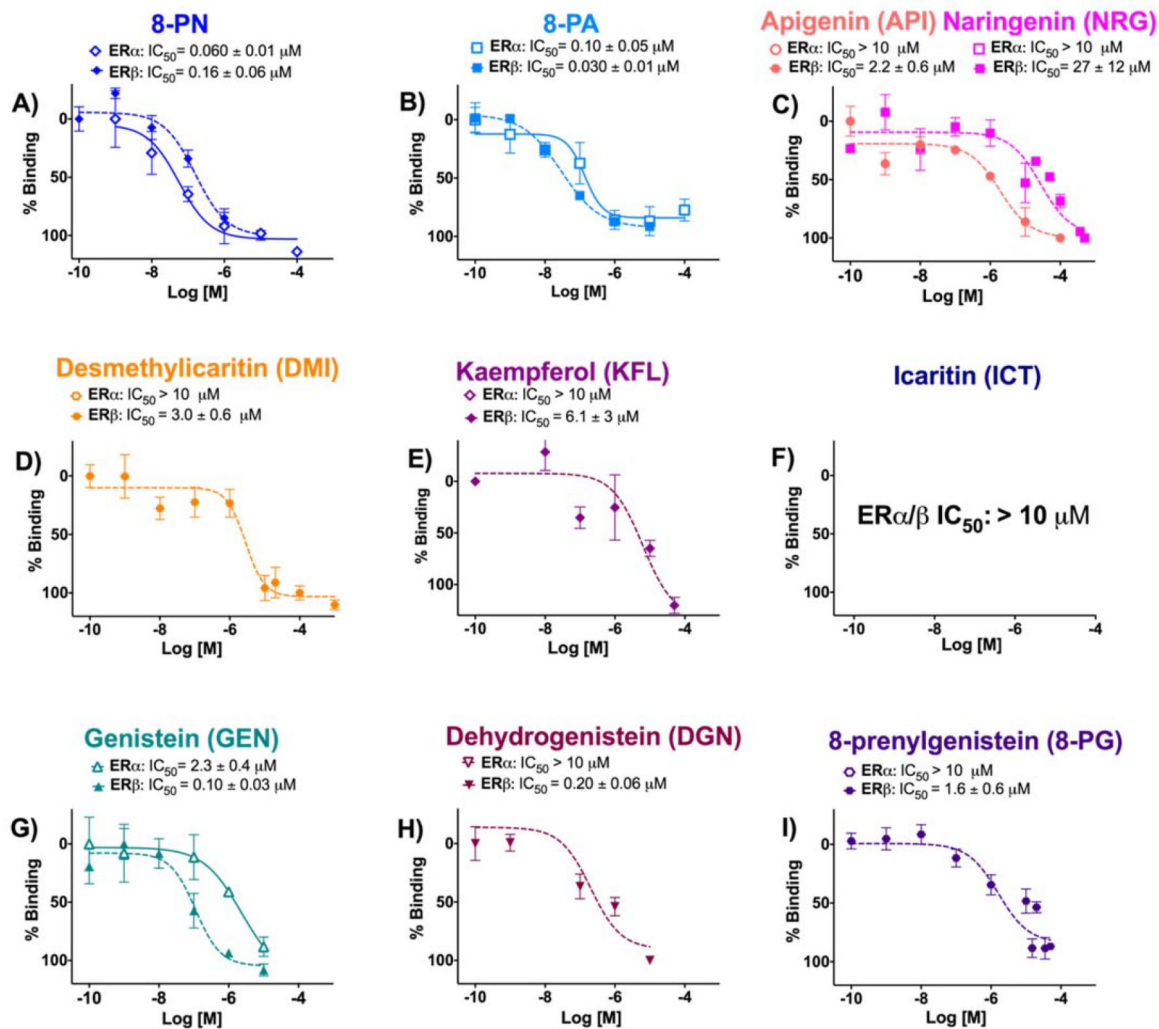 8-PN
ERα: IC50= 0.060 ± 0.01 μM
ERβ: IC50= 0.16 ± 0.06 μM
A)
0
50
100
% Binding
-10 -8 -6 -4
Log [M]
8-PA
ERα: IC50= 0.10 ± 0.05 μM
ERβ: IC50= 0.030 ± 0.01 μM
B)
0
50
100
% Binding
-10 -8 -6 -4
Log [M]
Apigenin (API) Naringenin (NRG)
ERα: IC50 > 10 μM ERα: IC50 > 10 μM
ERβ: IC50 = 2.2 ± 0.6 μM ERβ: IC50 = 27 ± 12 μM
C)
0
50
100
% Binding
-10 -8 -6 -4
Log [M]
Desmethylicaritin (DMI)
ERα: IC50 > 10 μM
ERβ: IC50 = 3.0 ± 0.6 μM
D)
0
50
100
% Binding
-10 -8 -6 -4
Log [M]
Kaempferol (KFL)
ERα: IC50 > 10 μM
ERβ: IC50 = 6.1 ± 3 μM
E)
0
50
100
% Binding
-10 -8 -6 -4
Log [M]
Icaritin (ICT)
F)
ERα/β IC50: > 10 μM
0
50
100
% Binding
-10 -8 -6 -4
Log [M]
Genistein (GEN)
ERα: IC50= 2.3 ± 0.4 μM
ERβ: IC50= 0.10 ± 0.03 μM
G)
0
50
100
% Binding
-10 -8 -6 -4
Log [M]
Dehydrogenistein (DGN)
ERα: IC50 > 10 μM
ERβ: IC50 = 0.20 ± 0.06 μM
H)
0
50
100
% Binding
-10 -8 -6 -4
Log [M]
8-prenylgenistein (8-PG)
ERα: IC50 > 10 μM
ERβ: IC50 = 1.6 ± 0.6 μM
I)
0
50
100
% Binding
-10 -8 -6 -4
Log [M]